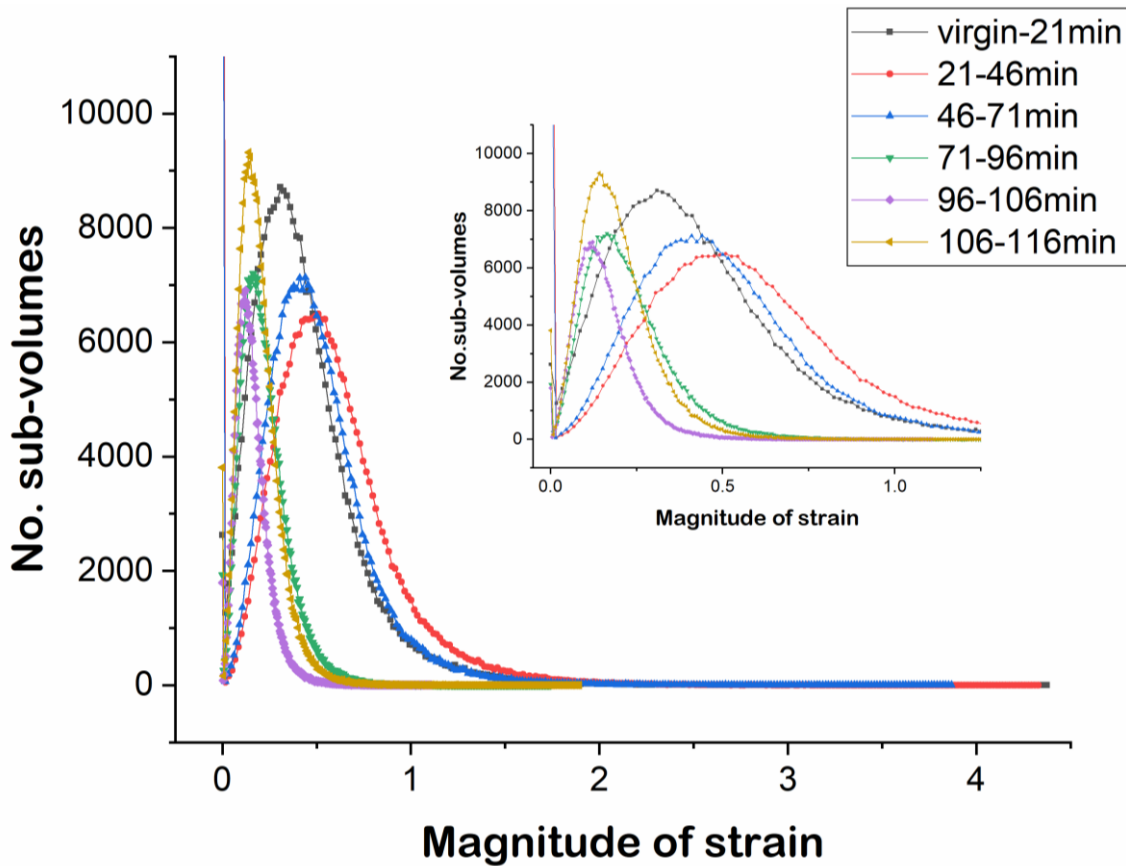 virgin-21min
21-46min
46-71min
71-96min
96-106min
106-116min
No. sub-volumes
10000
8000
6000
4000
2000
0
0
1
2
3
4
Magnitude of strain
No.sub-volumes
10000
8000
6000
4000
2000
0
0.0
0.5
1.0
Magnitude of strain